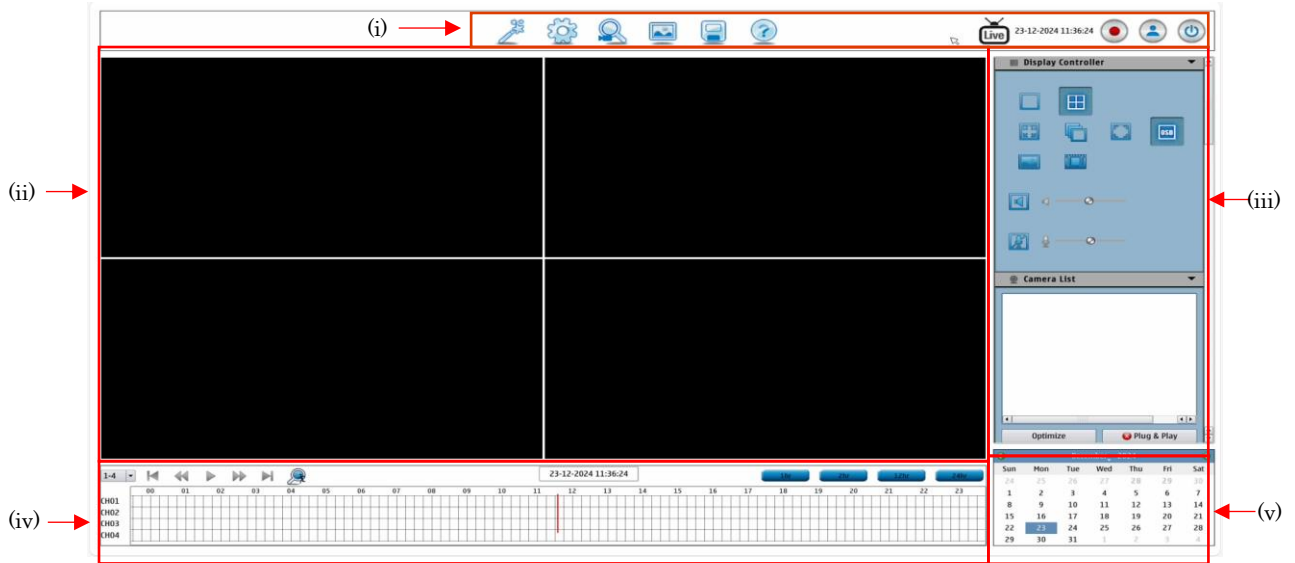 (i)
Live 23-12-2024 11:36:24
(ii)
Display Controller
OSD
(iii)
Camera List
Optimize Plug & Play
1-4 23-12-2024 11:36:24 1hr 2hr 12hr 24hr
00 01 02 03 04 05 06 07 08 09 10 11 12 13 14 15 16 17 18 19 20 21 22 23
CH01
CH02
CH03
CH04
(iv)
Sun Mon Tue Wed Thu Fri Sat
24 25 26 27 28 29 30
1 2 3 4 5 6 7
8 9 10 11 12 13 14
15 16 17 18 19 20 21
22 23 24 25 26 27 28
29 30 31 1 2 3 4
(v)